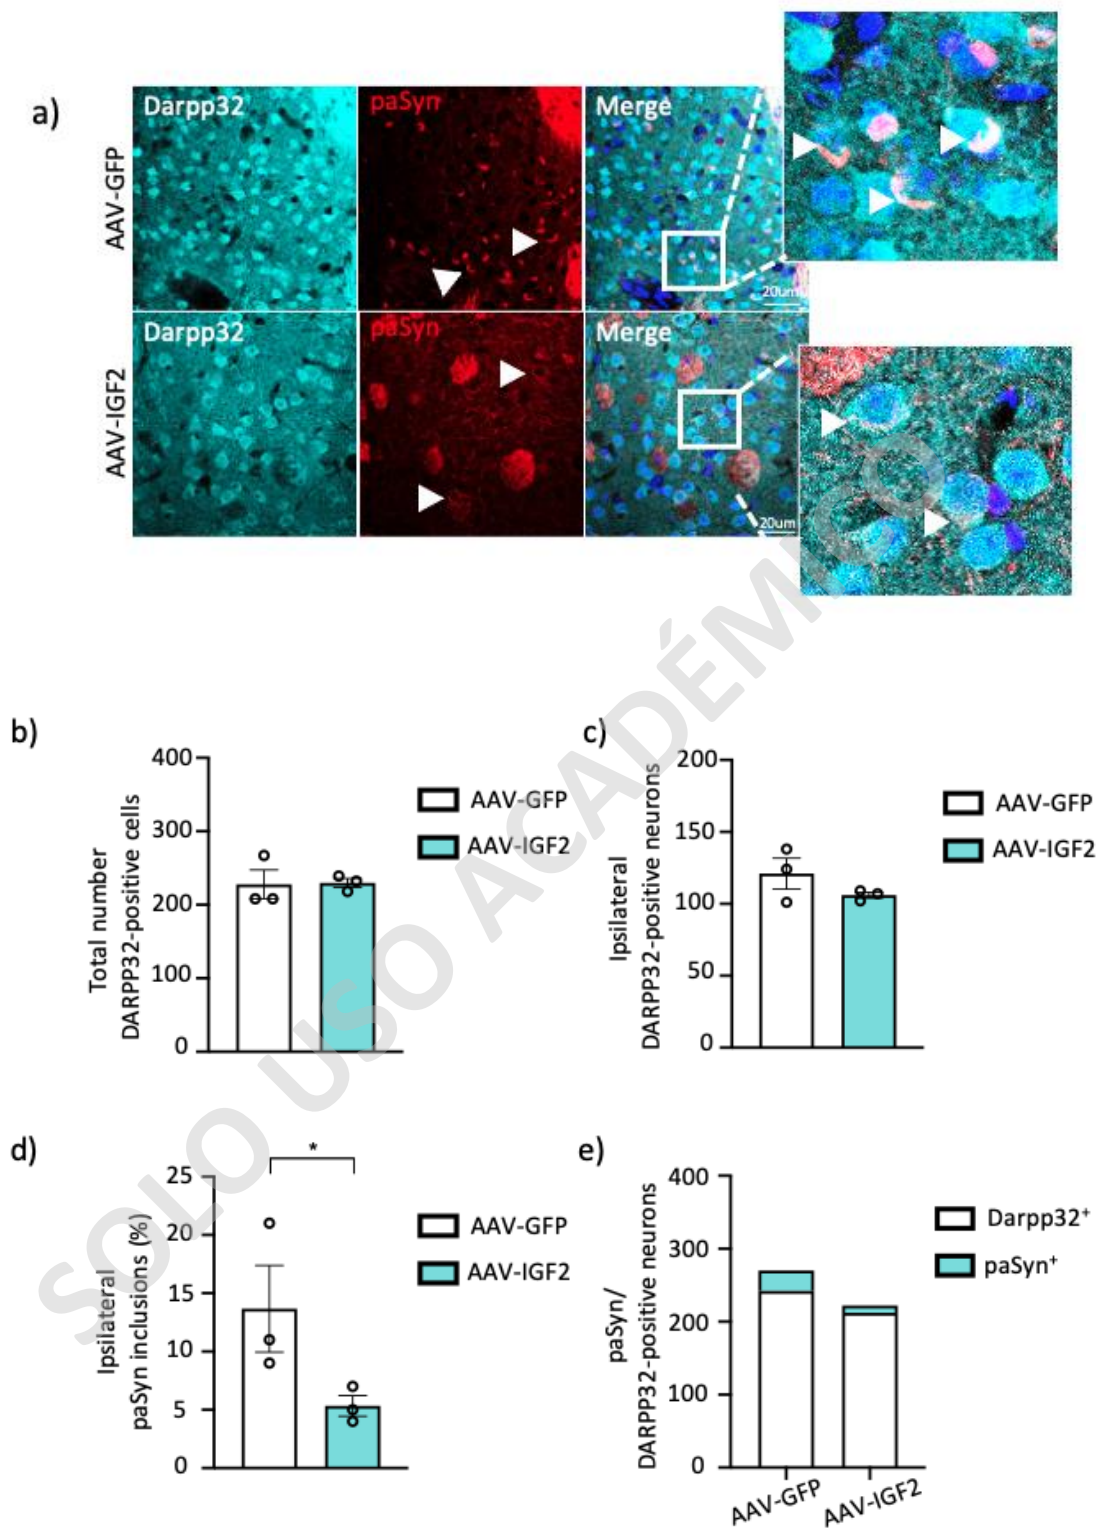 a)
AAV-GFP
Darpp32
paSyn
Merge
20um
AAV-IGF2
Darpp32
paSyn
Merge
20um
b)
Total number
DARPP32-positive cells
400
300
200
100
0
AAV-GFP
AAV-IGF2
c)
Ipsilateral
DARPP32-positive neurons
200
150
100
50
0
AAV-GFP
AAV-IGF2
d)
Ipsilateral
paSyn inclusions (%)
25
20
15
10
5
0
*
AAV-GFP
AAV-IGF2
e)
paSyn/
DARPP32-positive neurons
400
300
200
100
0
AAV-GFP
AAV-IGF2
Darpp32⁺
paSyn⁺
SOLO USO ACADÉMICO